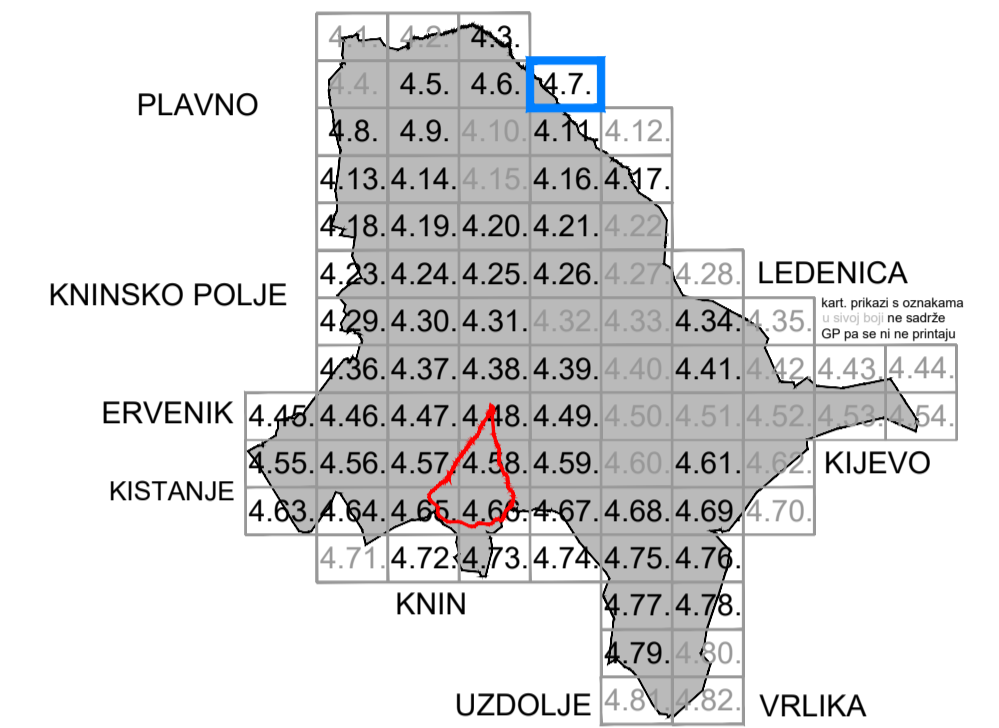 4.1. 4.2. 4.3.
4.4. 4.5. 4.6. 4.7.
PLAVNO
4.8. 4.9. 4.10. 4.11. 4.12.
4.13. 4.14. 4.15. 4.16. 4.17.
4.18. 4.19. 4.20. 4.21. 4.22.
4.23. 4.24. 4.25. 4.26. 4.27. 4.28. LEDENICA
KNINSKO POLJE
kart. prikazi s oznakama
u sivoj boji ne sadrže
GP pa se ni ne printaju
4.29. 4.30. 4.31. 4.32. 4.33. 4.34. 4.35.
4.36. 4.37. 4.38. 4.39. 4.40. 4.41. 4.42. 4.43. 4.44.
ERVENIK 4.45. 4.46. 4.47. 4.48. 4.49. 4.50. 4.51. 4.52. 4.53. 4.54.
4.55. 4.56. 4.57. 4.58. 4.59. 4.60. 4.61. 4.62. KIJEVO
KISTANJE
4.63. 4.64. 4.65. 4.66. 4.67. 4.68. 4.69. 4.70.
4.71. 4.72. 4.73. 4.74. 4.75. 4.76.
KNIN 4.77. 4.78.
4.79. 4.80.
UZDOLJE 4.81. 4.82. VRLIKA